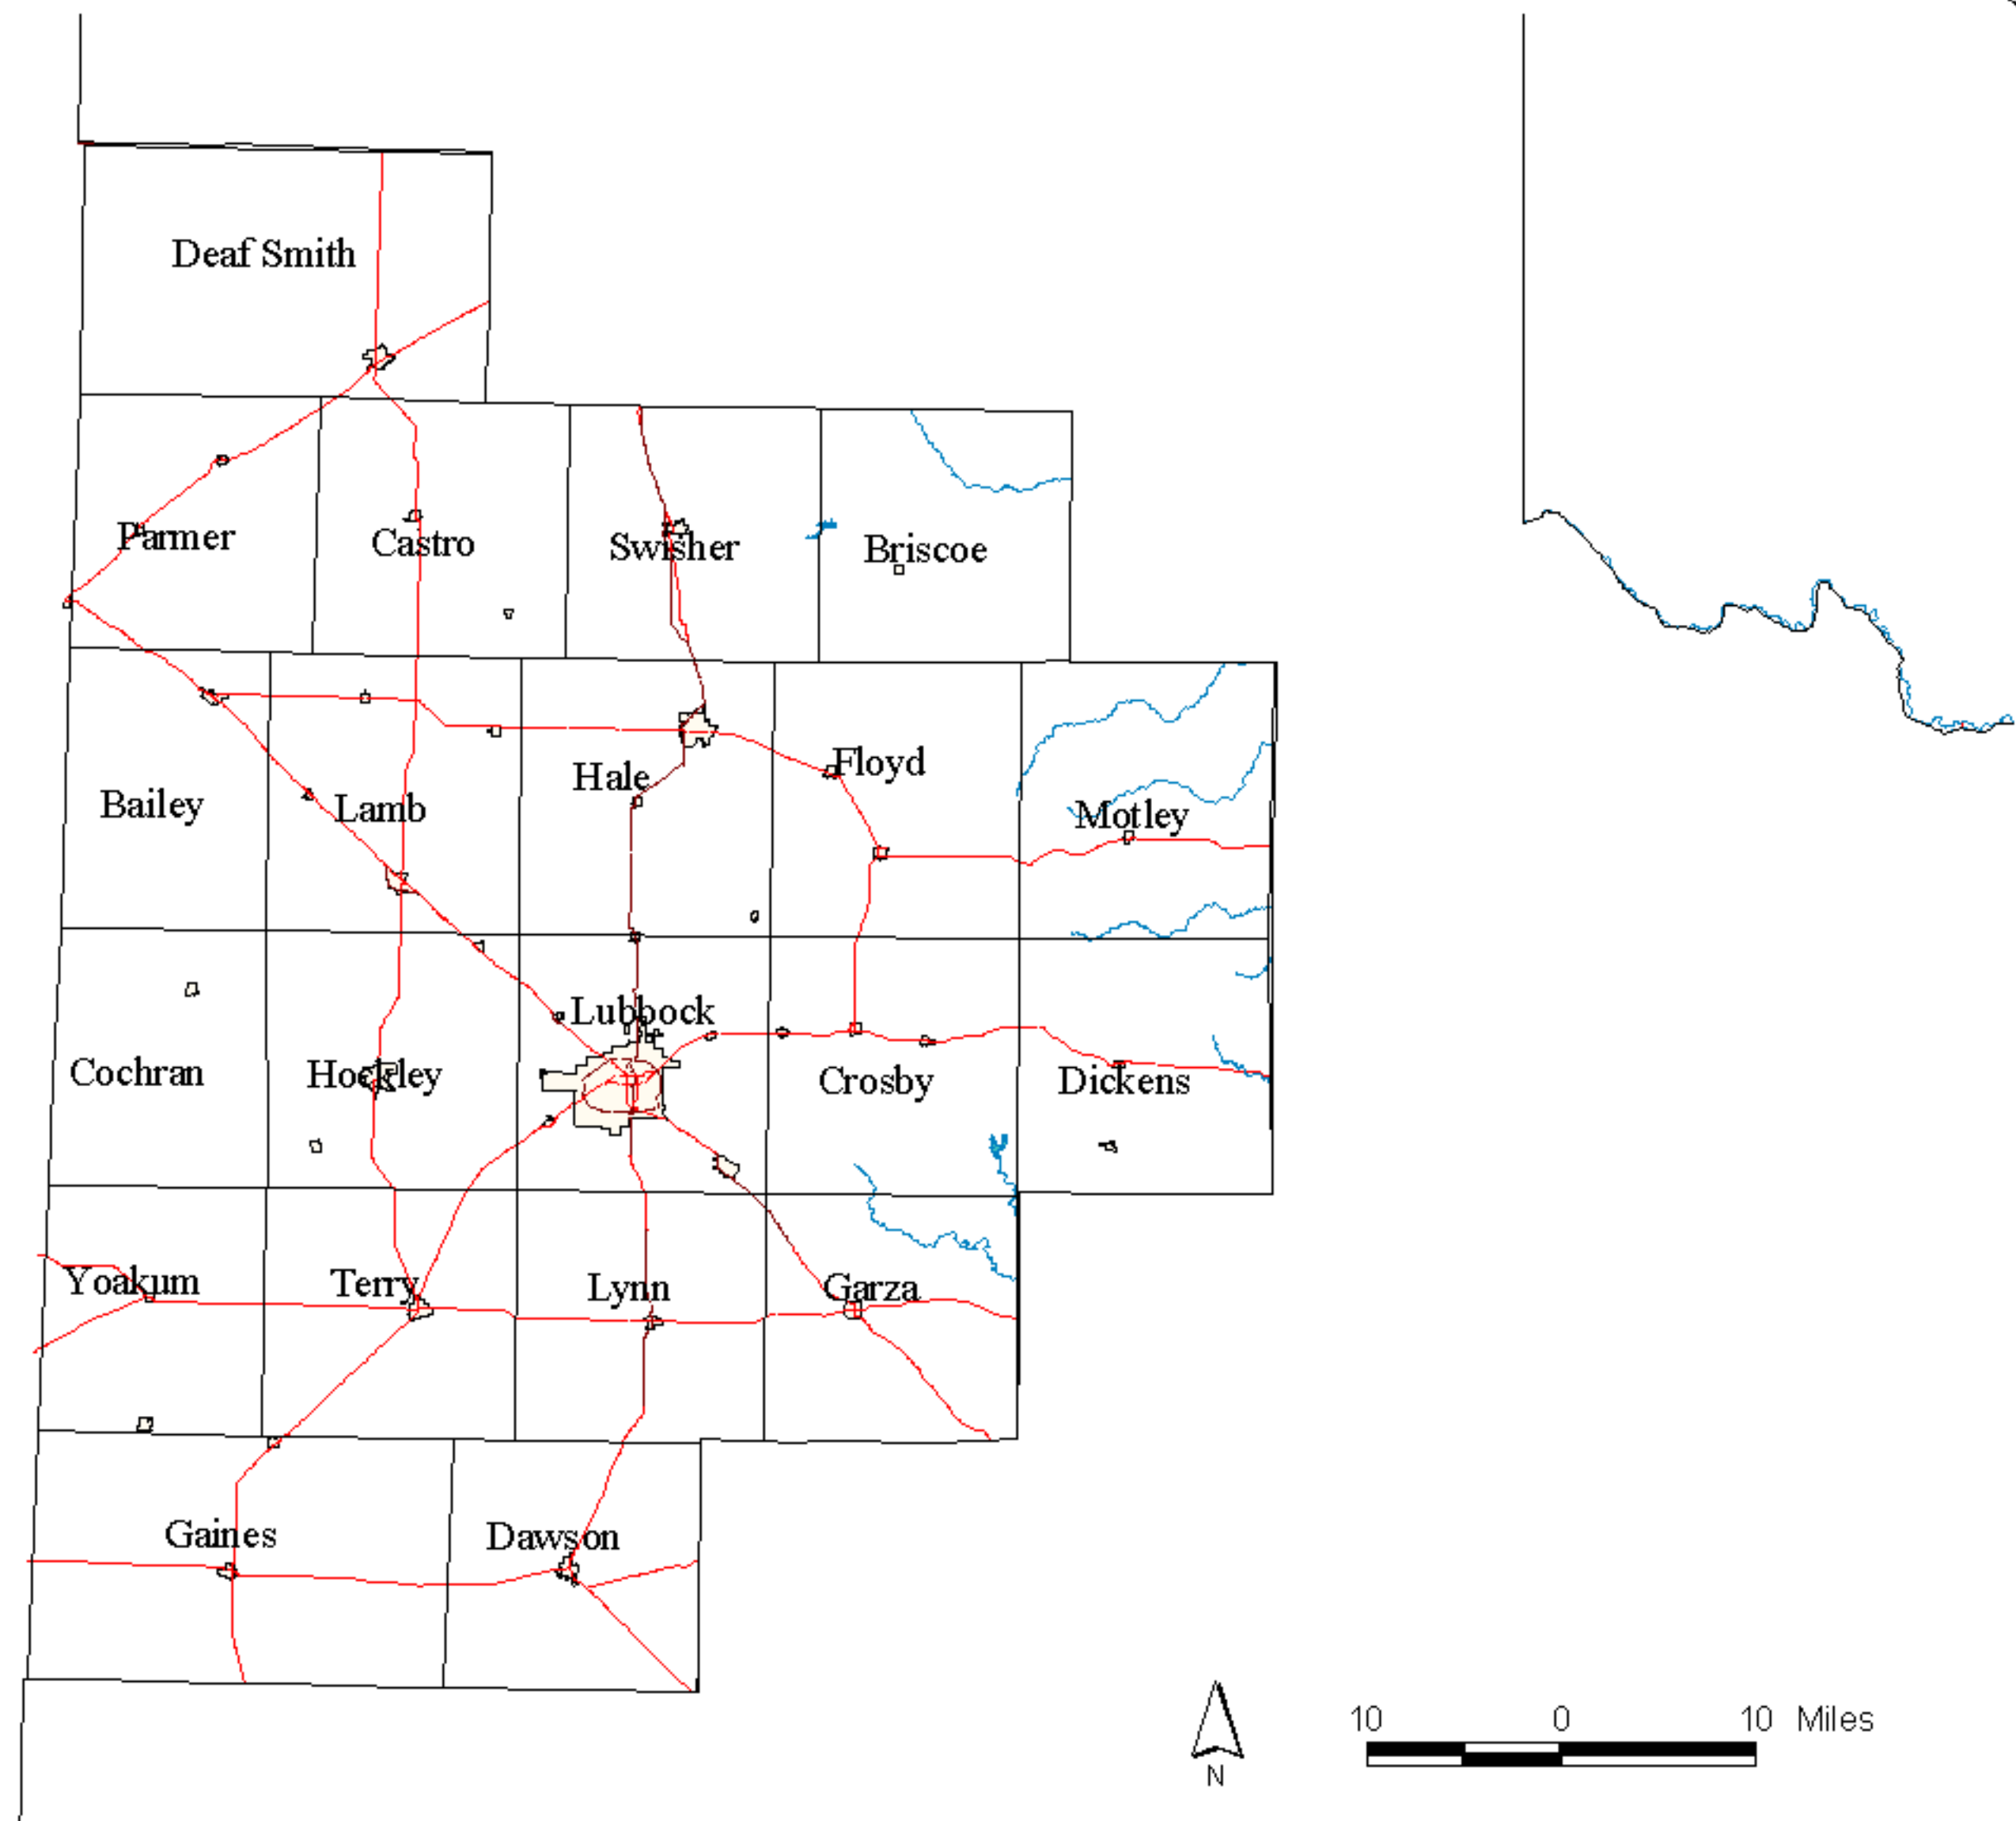 Deaf Smith
Parmer
Castro
Swisher
Briscoe
Bailey
Lamb
Hale
Floyd
Motley
Cochran
Hockley
Lubbock
Crosby
Dickens
Yoakum
Terry
Lynn
Garza
Gaines
Dawson
N
10 0 10 Miles